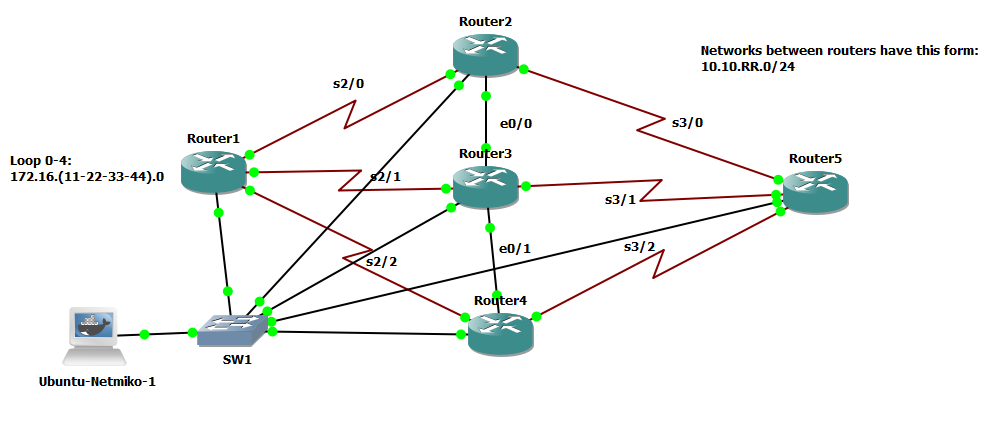 Router2
Networks between routers have this form:
10.10.RR.0/24
s2/0
e0/0
s3/0
Router1
Router3
Router5
Loop 0-4:
172.16.(11-22-33-44).0
s2/1
s3/1
e0/1
s3/2
s2/2
Router4
SW1
Ubuntu-Netmiko-1